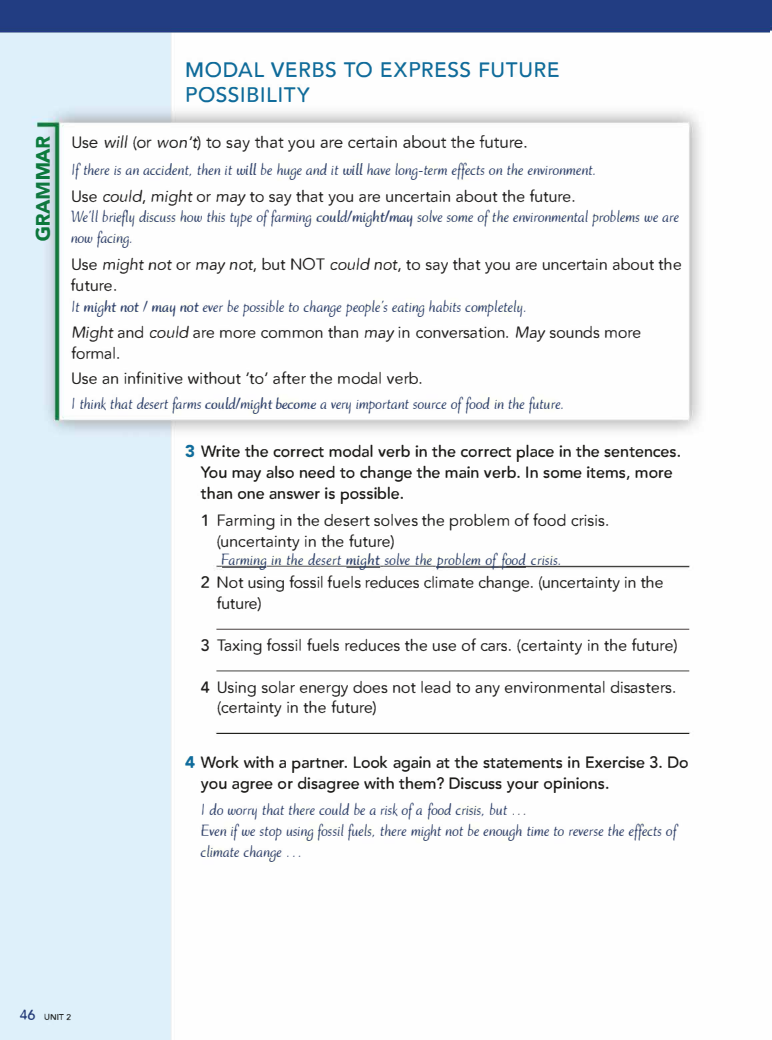 MODAL VERBS TO EXPRESS FUTURE
POSSIBILITY
GRAMMAR
Use will (or won't) to say that you are certain about the future.
If there is an accident, then it will be huge and it will have long-term effects on the environment.
Use could, might or may to say that you are uncertain about the future.
We'll briefly discuss how this type of farming could/might/may solve some of the environmental problems we are
now facing.
Use might not or may not, but NOT could not, to say that you are uncertain about the
future.
It might not / may not ever be possible to change people's eating habits completely.
Might and could are more common than may in conversation. May sounds more
formal.
Use an infinitive without 'to' after the modal verb.
I think that desert farms could/might become a very important source of food in the future.
3 Write the correct modal verb in the correct place in the sentences.
You may also need to change the main verb. In some items, more
than one answer is possible.
1 Farming in the desert solves the problem of food crisis.
(uncertainty in the future)
Farming in the desert might solve the problem of food crisis.
2 Not using fossil fuels reduces climate change. (uncertainty in the
future)
3 Taxing fossil fuels reduces the use of cars. (certainty in the future)
4 Using solar energy does not lead to any environmental disasters.
(certainty in the future)
4 Work with a partner. Look again at the statements in Exercise 3. Do
you agree or disagree with them? Discuss your opinions.
I do worry that there could be a risk of a food crisis, but ...
Even if we stop using fossil fuels, there might not be enough time to reverse the effects of
climate change ...
46 UNIT 2